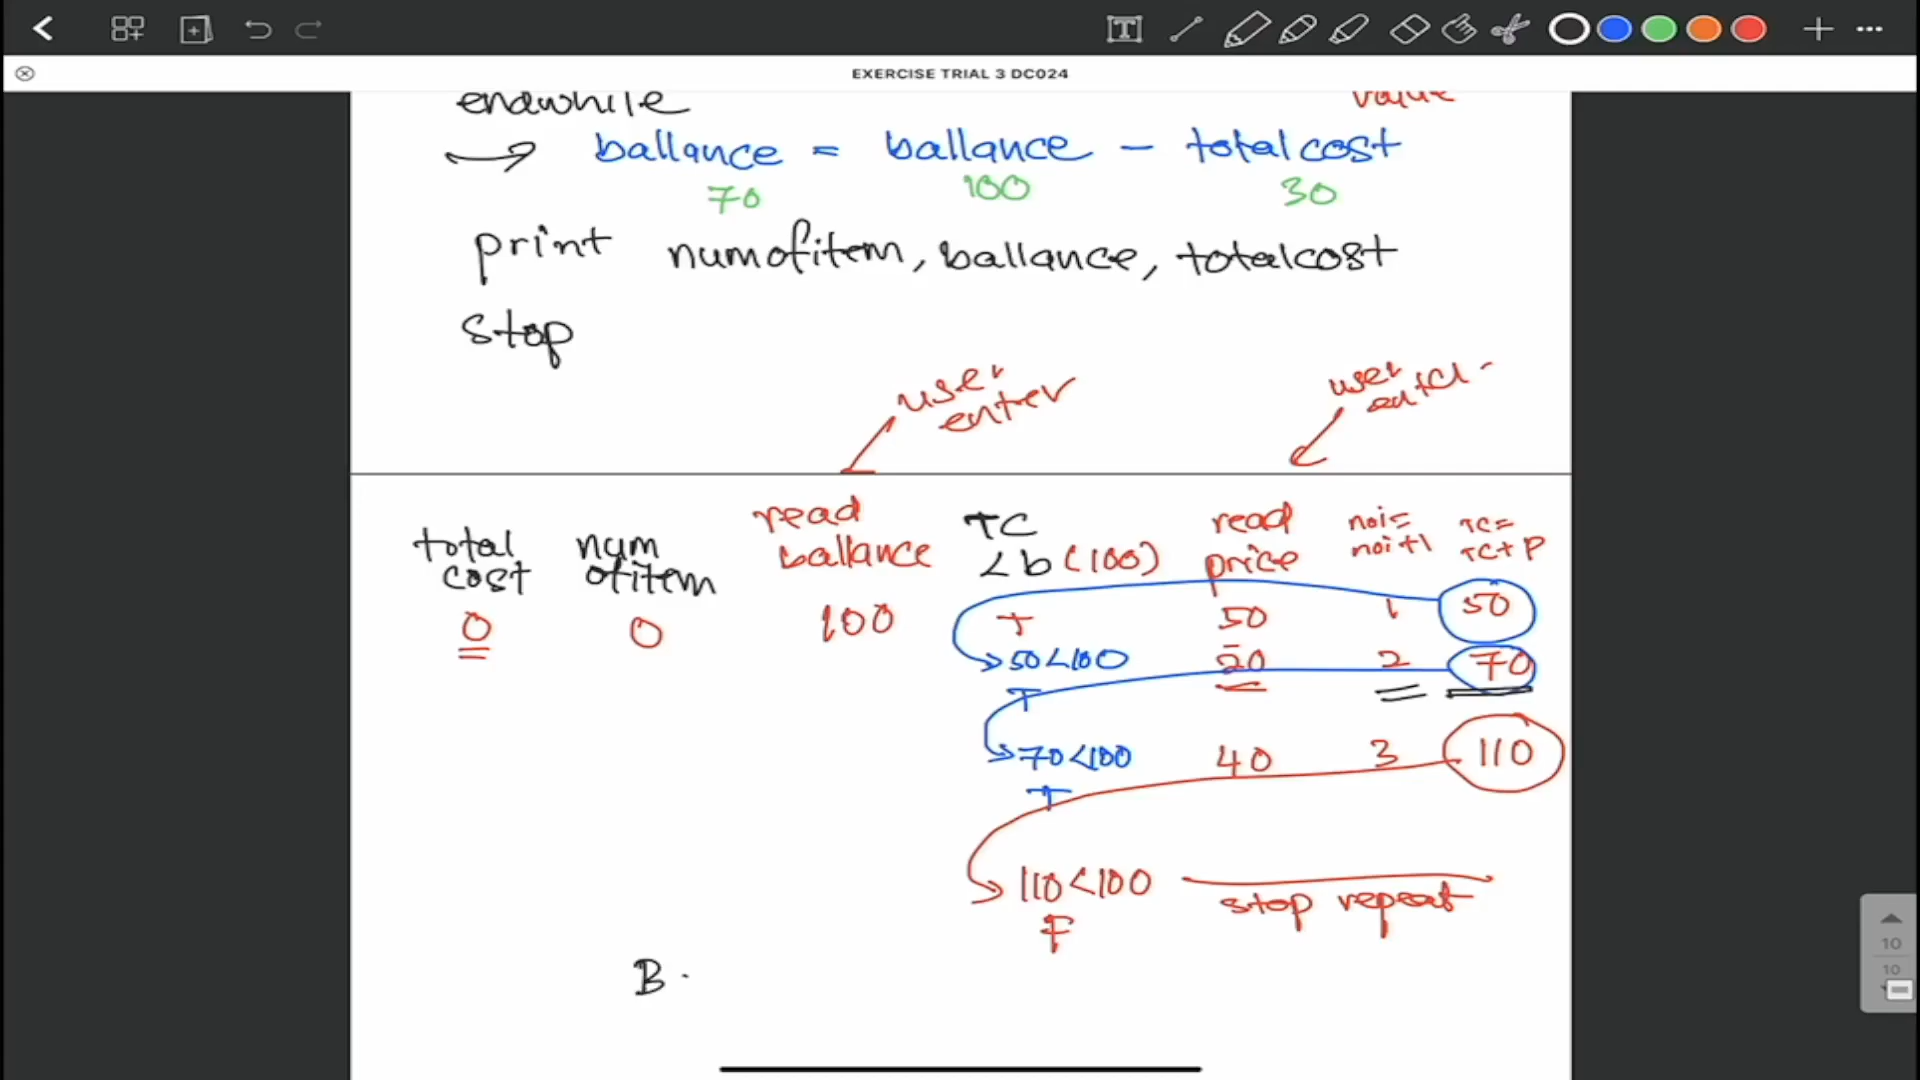 EXERCISE TRIAL 3 DC024
endwhile
value
ballance = ballance - totalcost
70 100 30
print numofitem, ballance, totalcost
stop
user enter
user
total cost
num ofitem
read ballance
TC < b (100)
read price
noi = noi+1
TC = TC + P
0 0 100 T 50 1 50
50<100 20 2 70
T
70<100 40 3 110
T
110<100 stop repeat
F
B
10
10